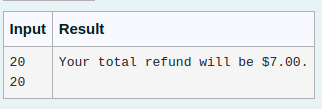 Input Result
20 Your total refund will be $7.00.
20